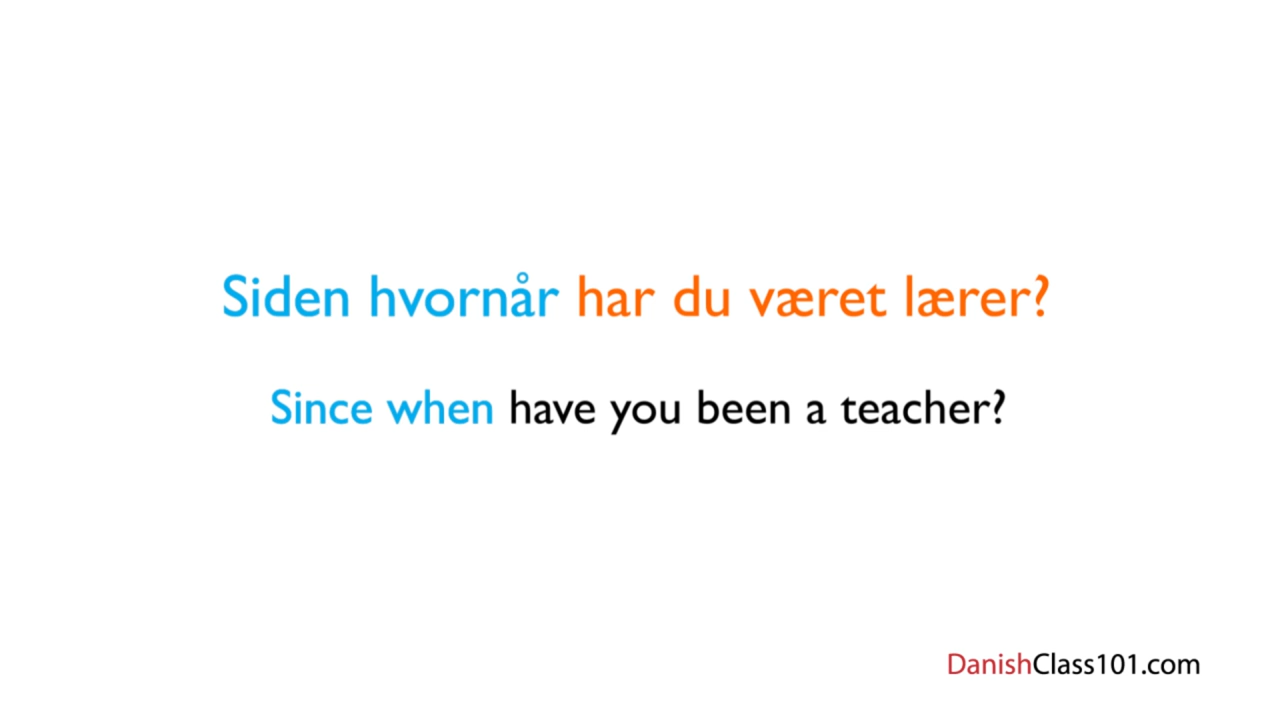 Siden hvornår har du været lærer?
Since when have you been a teacher?
DanishClass101.com